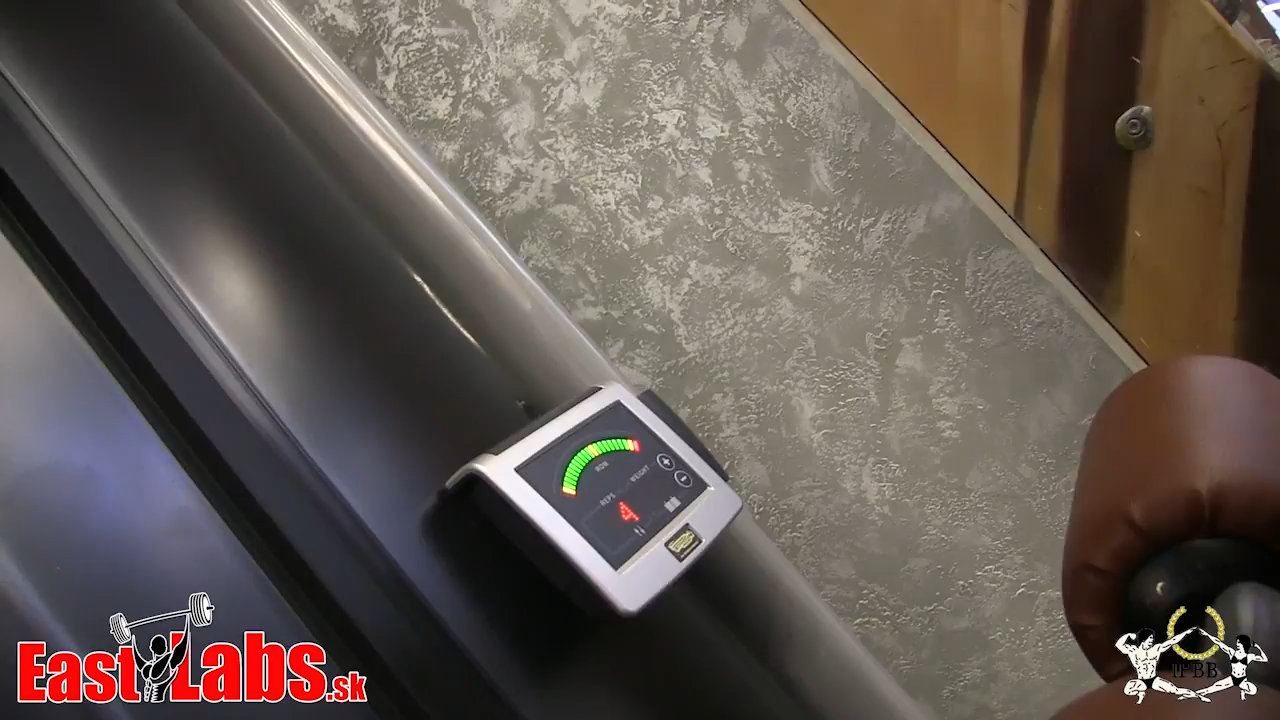 ROM
REPS
WEIGHT
+
-
4
EastLabs.sk
IFBB